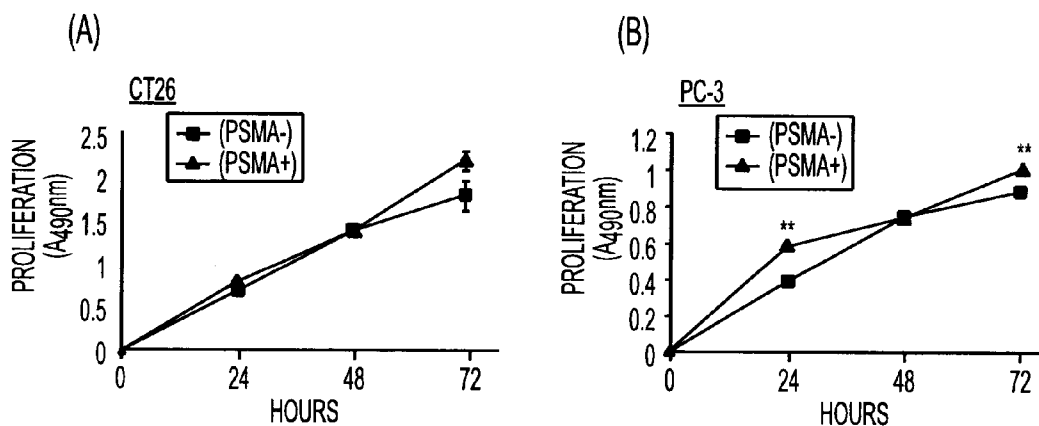 (A)
CT26
(PSMA-)
(PSMA+)
PROLIFERATION
(A490nm)
2.5
2
1.5
1
0.5
0
0 24 48 72
HOURS
(B)
PC-3
(PSMA-)
(PSMA+)
PROLIFERATION
(A490nm)
1.2
1
0.8
0.6
0.4
0.2
0
**
**
0 24 48 72
HOURS